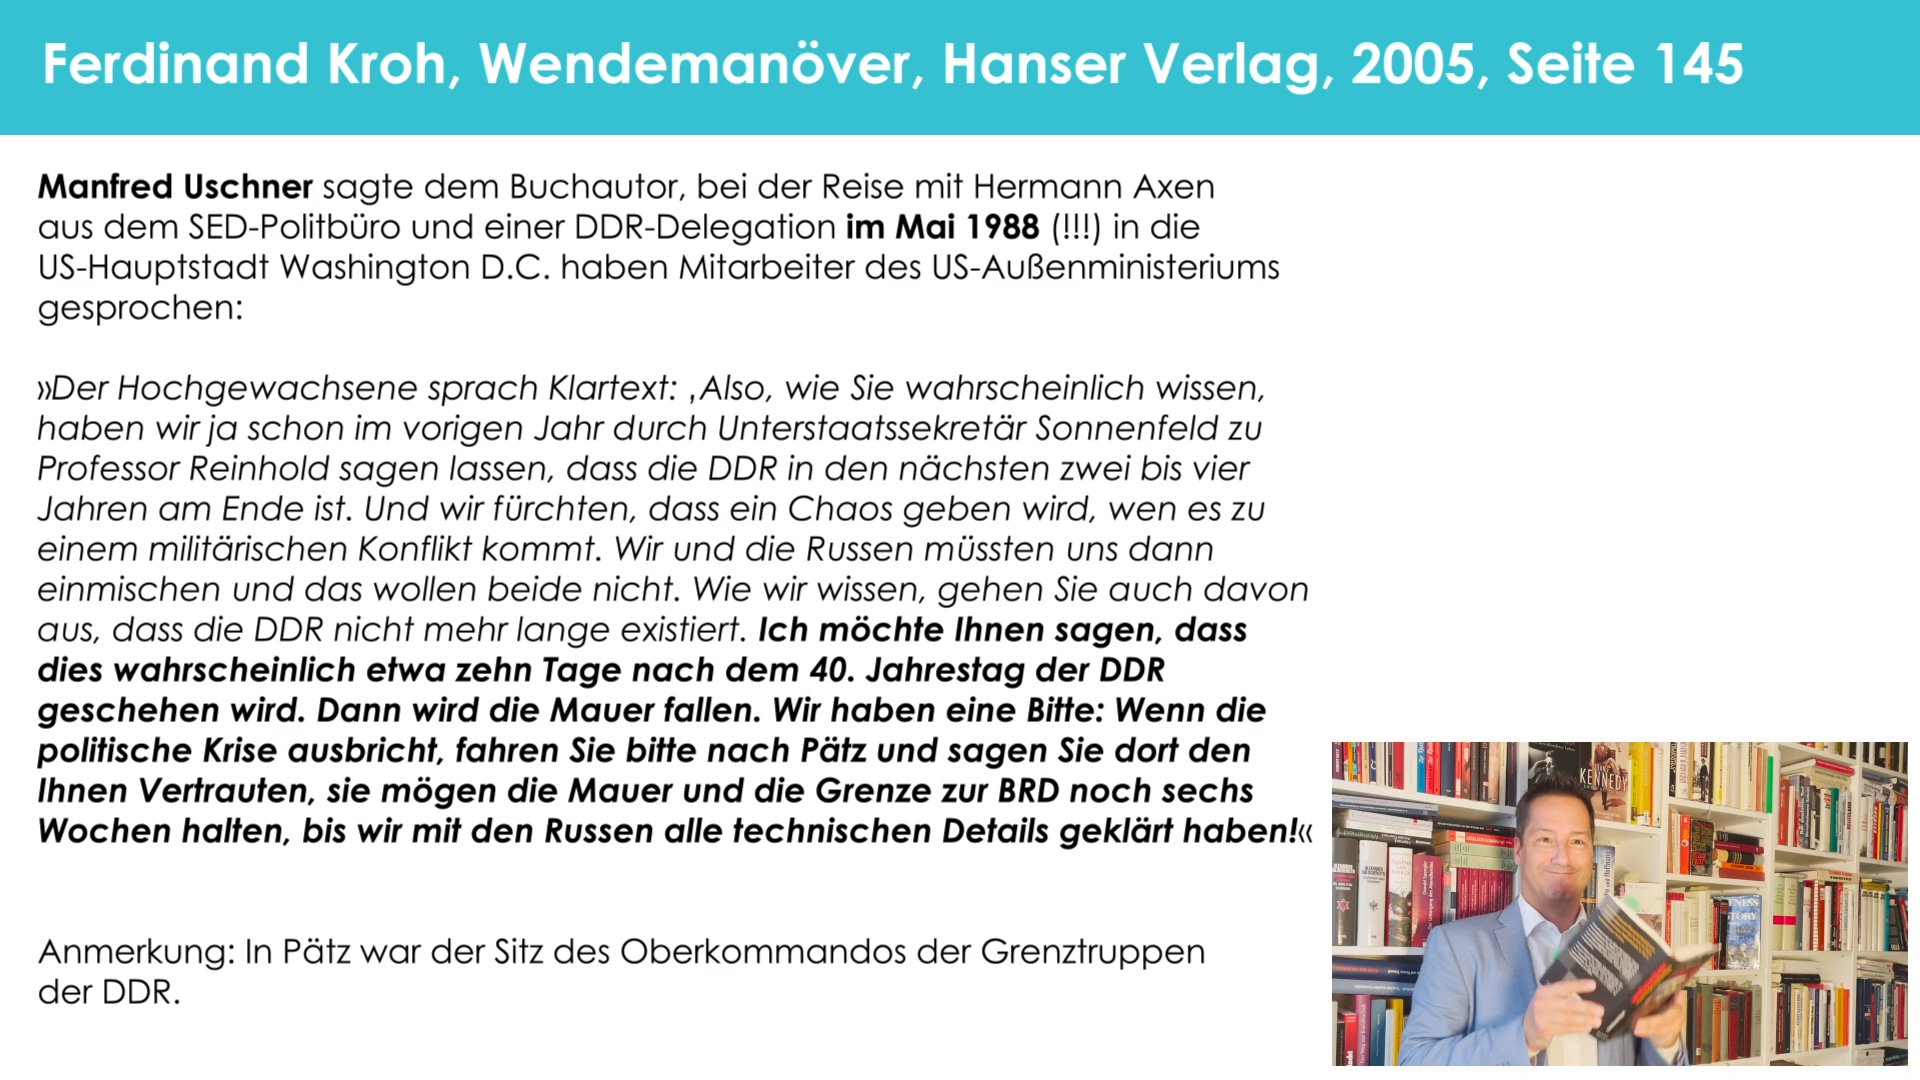 Ferdinand Kroh, Wendemanöver, Hanser Verlag, 2005, Seite 145
Manfred Uschner sagte dem Buchautor, bei der Reise mit Hermann Axen
aus dem SED-Politbüro und einer DDR-Delegation im Mai 1988 (!!!) in die
US-Hauptstadt Washington D.C. haben Mitarbeiter des US-Außenministeriums
gesprochen:
»Der Hochgewachsene sprach Klartext: ‚Also, wie Sie wahrscheinlich wissen,
haben wir ja schon im vorigen Jahr durch Unterstaatssekretär Sonnenfeld zu
Professor Reinhold sagen lassen, dass die DDR in den nächsten zwei bis vier
Jahren am Ende ist. Und wir fürchten, dass ein Chaos geben wird, wen es zu
einem militärischen Konflikt kommt. Wir und die Russen müssten uns dann
einmischen und das wollen beide nicht. Wie wir wissen, gehen Sie auch davon
aus, dass die DDR nicht mehr lange existiert. Ich möchte Ihnen sagen, dass
dies wahrscheinlich etwa zehn Tage nach dem 40. Jahrestag der DDR
geschehen wird. Dann wird die Mauer fallen. Wir haben eine Bitte: Wenn die
politische Krise ausbricht, fahren Sie bitte nach Pätz und sagen Sie dort den
Ihnen Vertrauten, sie mögen die Mauer und die Grenze zur BRD noch sechs
Wochen halten, bis wir mit den Russen alle technischen Details geklärt haben!«
Anmerkung: In Pätz war der Sitz des Oberkommandos der Grenztruppen
der DDR.
KENNEDY